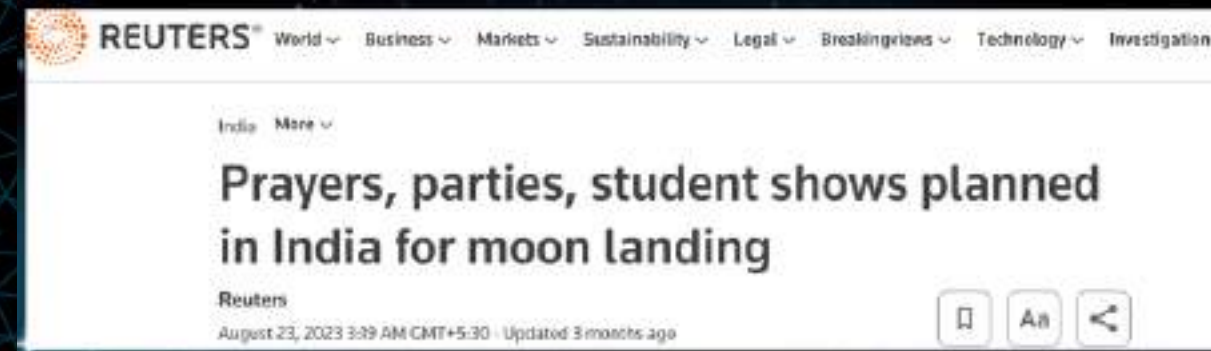 REUTERS® World Business Markets Sustainability Legal Breakingviews Technology Investigation
India More
Prayers, parties, student shows planned
in India for moon landing
Reuters
August 23, 2023 3:39 AM GMT+5:30 · Updated 3 months ago
Aa